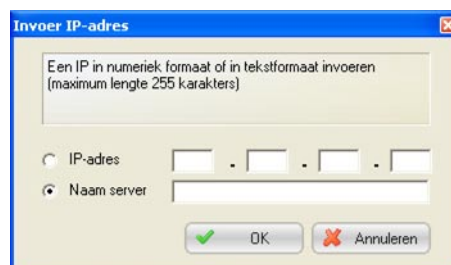 Invoer IP-adres
Een IP in numeriek formaat of in tekstformaat invoeren
(maximum lengte 255 karakters)
IP-adres . . .
Naam server
OK Annuleren